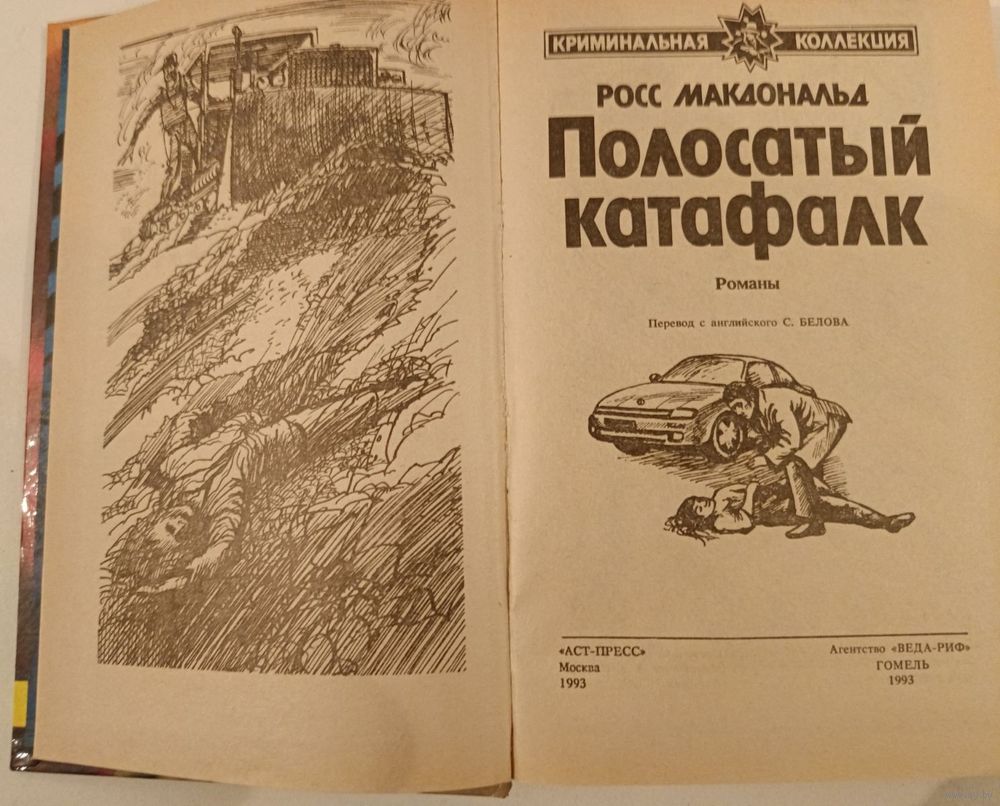 КРИМИНАЛЬНАЯ КОЛЛЕКЦИЯ
РОСС МАКДОНАЛЬД
Полосатый
катафалк
Романы
Перевод с английского С. БЕЛОВА
«АСТ-ПРЕСС»
Москва
1993
Агентство «ВЕДА-РИФ»
ГОМЕЛЬ
1993